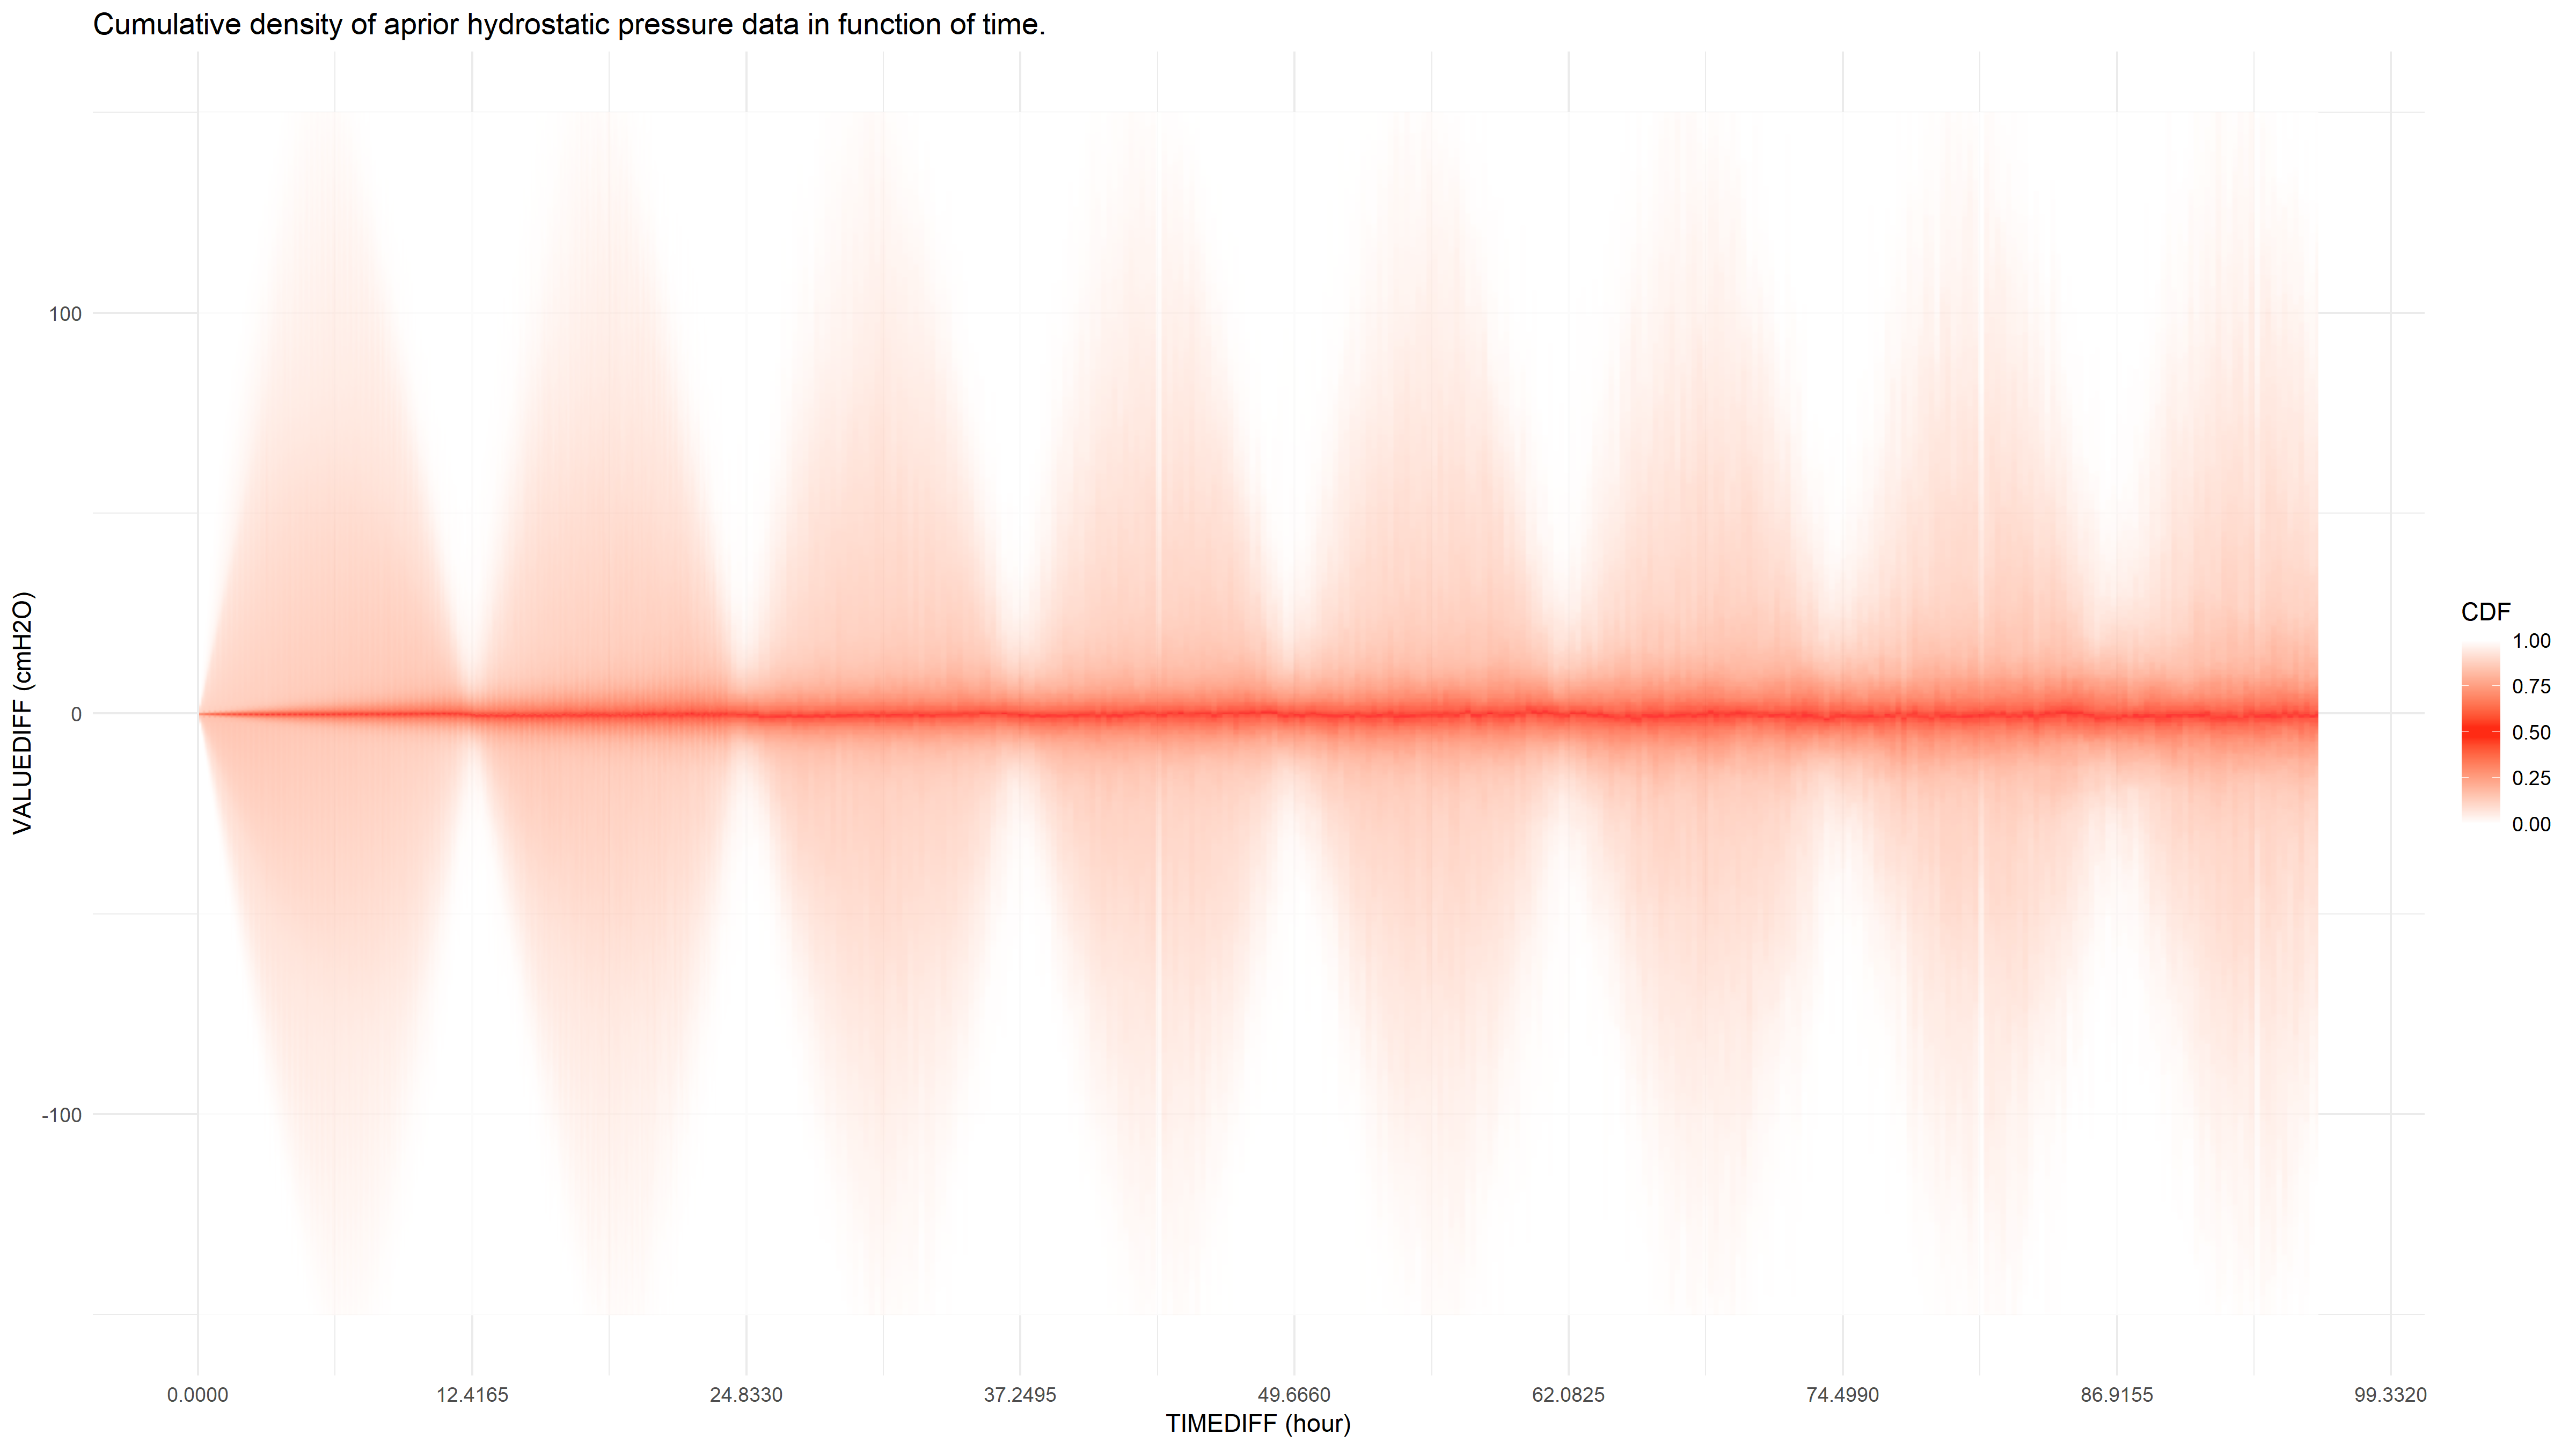 Cumulative density of aprior hydrostatic pressure data in function of time.
VALUEDIFF (cmH2O)
100
0
-100
0.0000 12.4165 24.8330 37.2495 49.6660 62.0825 74.4990 86.9155 99.3320
TIMEDIFF (hour)
CDF
1.00
0.75
0.50
0.25
0.00